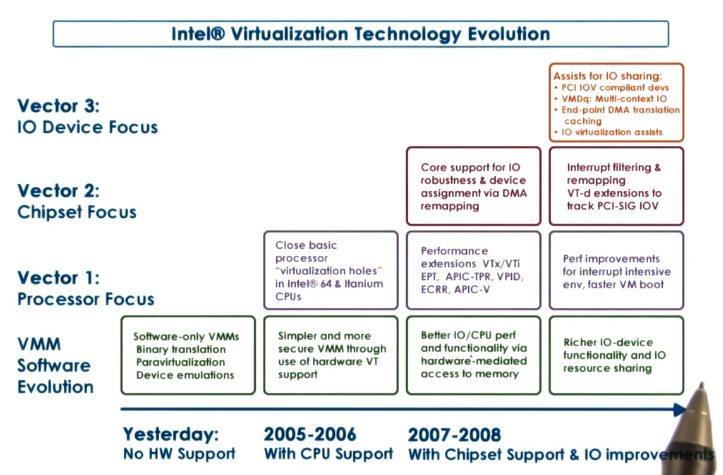 Intel® Virtualization Technology Evolution
Assists for IO sharing:
• PCI IOV compliant devs
• VMDq: Multi-context IO
• End-point DMA translation
caching
• IO virtualization assists
Vector 3:
IO Device Focus
Vector 2:
Chipset Focus
Core support for IO
robustness & device
assignment via DMA
remapping
Interrupt filtering &
remapping
VT-d extensions to
track PCI-SIG IOV
Vector 1:
Processor Focus
Close basic
processor
"virtualization holes"
in Intel® 64 & Itanium
CPUs
Performance
extensions VTx/VTi
EPT, APIC-TPR, VPID,
ECRR, APIC-V
Perf improvements
for interrupt intensive
env, faster VM boot
VMM
Software
Evolution
Software-only VMMs
Binary translation
Paravirtualization
Device emulations
Simpler and more
secure VMM through
use of hardware VT
support
Better IO/CPU perf
and functionality via
hardware-mediated
access to memory
Richer IO-device
functionality and IO
resource sharing
Yesterday:
No HW Support
2005-2006
With CPU Support
2007-2008
With Chipset Support & IO improvements